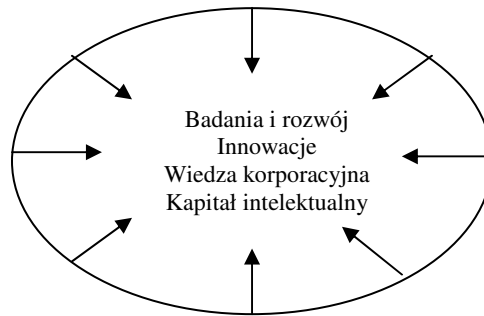 Badania i rozwój
Innowacje
Wiedza korporacyjna
Kapitał intelektualny